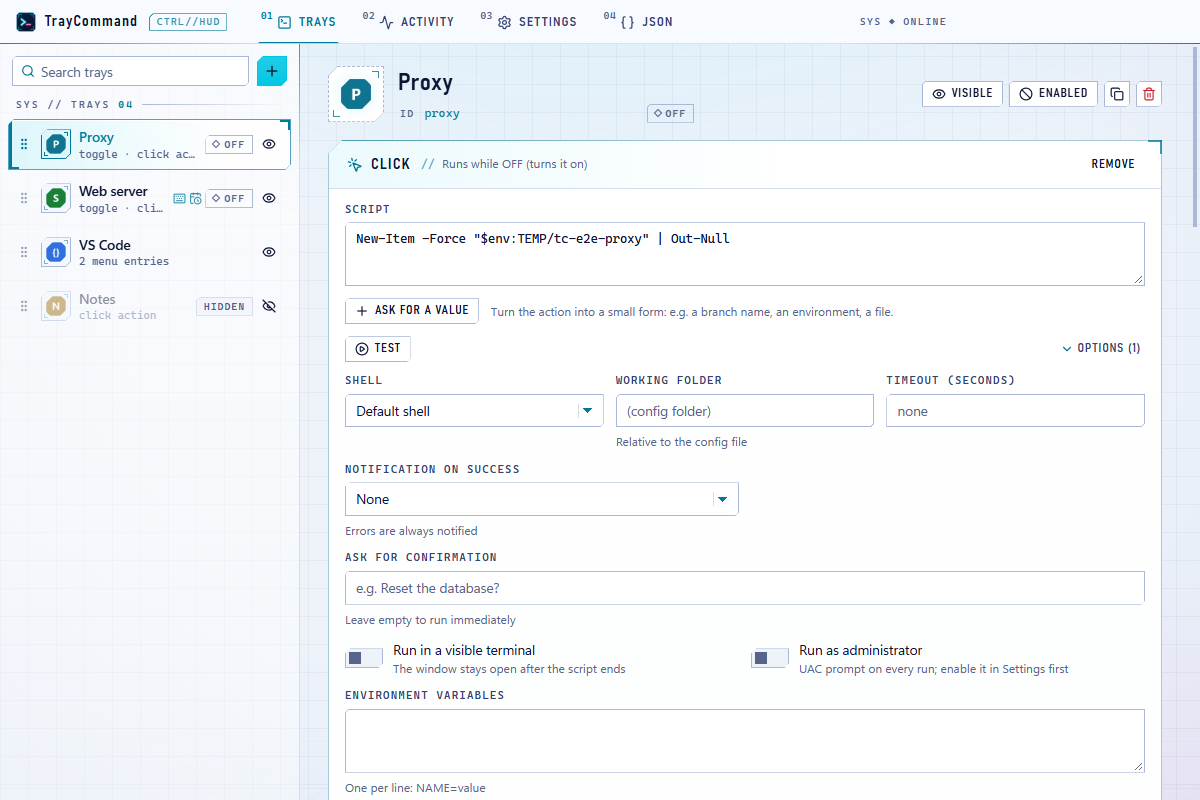 TrayCommand
CTRL//HUD
01 TRAYS
02 ACTIVITY
03 SETTINGS
04 {} JSON
SYS ◆ ONLINE
Search trays
+
SYS // TRAYS 04
P
Proxy
toggle · click ac…
◇ OFF
S
Web server
toggle · cli…
◇ OFF
{}
VS Code
2 menu entries
N
Notes
click action
HIDDEN
P
Proxy
ID proxy
◇ OFF
VISIBLE
ENABLED
CLICK // Runs while OFF (turns it on)
REMOVE
SCRIPT
New-Item -Force "$env:TEMP/tc-e2e-proxy" | Out-Null
+ ASK FOR A VALUE
Turn the action into a small form: e.g. a branch name, an environment, a file.
TEST
OPTIONS (1)
SHELL
WORKING FOLDER
TIMEOUT (SECONDS)
Default shell
(config folder)
none
Relative to the config file
NOTIFICATION ON SUCCESS
None
Errors are always notified
ASK FOR CONFIRMATION
e.g. Reset the database?
Leave empty to run immediately
Run in a visible terminal
The window stays open after the script ends
Run as administrator
UAC prompt on every run; enable it in Settings first
ENVIRONMENT VARIABLES
One per line: NAME=value